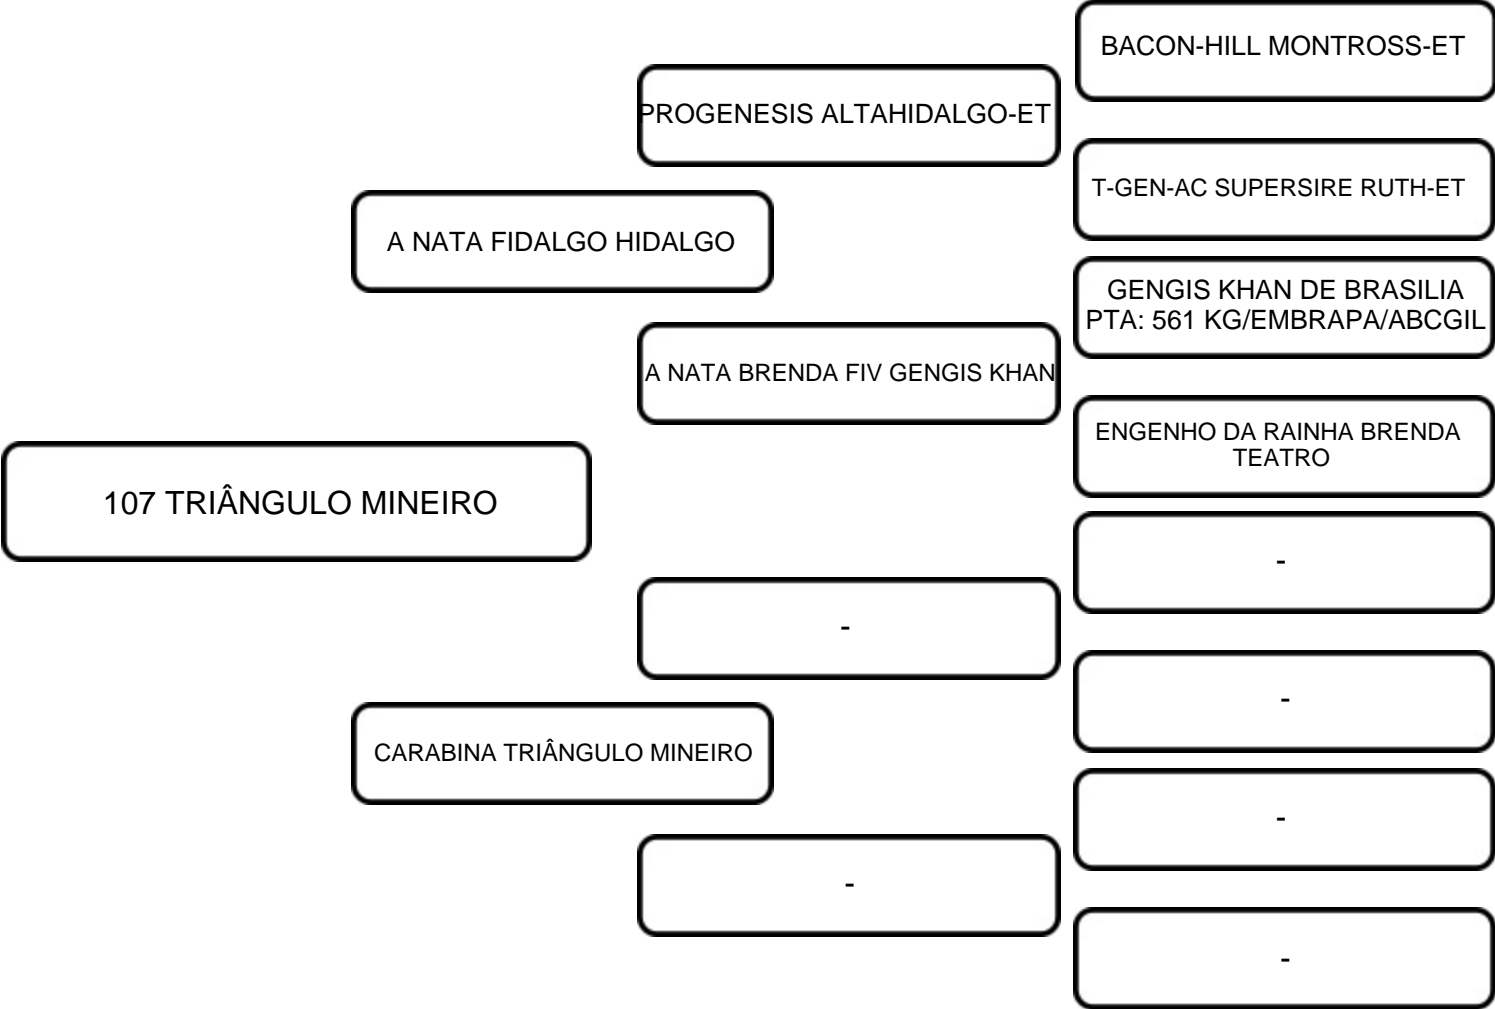 BACON-HILL MONTROSS-ET
PROGENESIS ALTAHIDALGO-ET
T-GEN-AC SUPERSIRE RUTH-ET
A NATA FIDALGO HIDALGO
GENGIS KHAN DE BRASILIA
PTA: 561 KG/EMBRAPA/ABCGIL
A NATA BRENDA FIV GENGIS KHAN
ENGENHO DA RAINHA BRENDA
TEATRO
107 TRIÂNGULO MINEIRO
-
-
-
CARABINA TRIÂNGULO MINEIRO
-
-
-